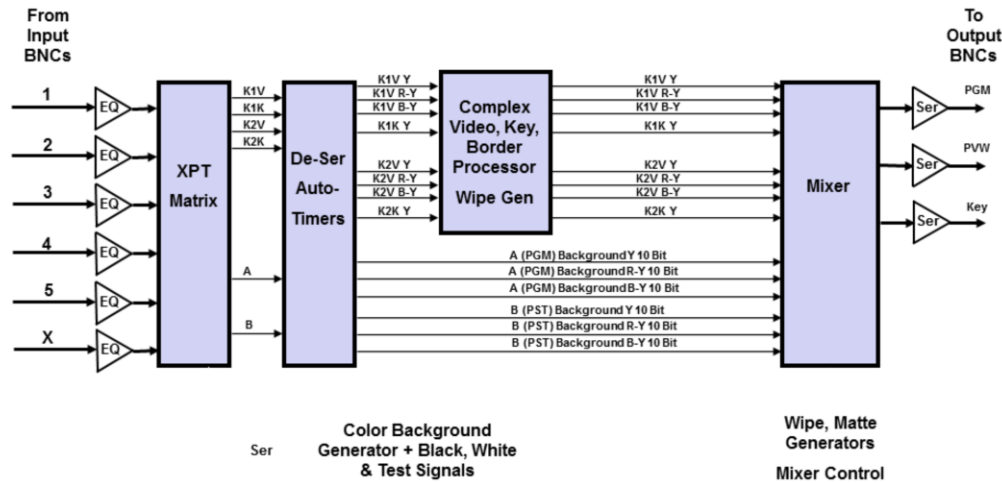 From
Input
BNCs
To
Output
BNCs
1
2
3
4
5
X
EQ
EQ
EQ
EQ
EQ
EQ
XPT
Matrix
K1V
K1K
K2V
K2K
A
B
De-Ser
Auto-
Timers
K1V Y
K1V R-Y
K1V B-Y
K1K Y
K2V Y
K2V R-Y
K2V B-Y
K2K Y
Complex
Video, Key,
Border
Processor
Wipe Gen
K1V Y
K1V R-Y
K1V B-Y
K1K Y
K2V Y
K2V R-Y
K2V B-Y
K2K Y
A (PGM) Background Y 10 Bit
A (PGM) Background R-Y 10 Bit
A (PGM) Background B-Y 10 Bit
B (PST) Background Y 10 Bit
B (PST) Background R-Y 10 Bit
B (PST) Background B-Y 10 Bit
Mixer
Ser
Ser
Ser
PGM
PVW
Key
Ser
Color Background
Generator + Black, White
& Test Signals
Wipe, Matte
Generators
Mixer Control